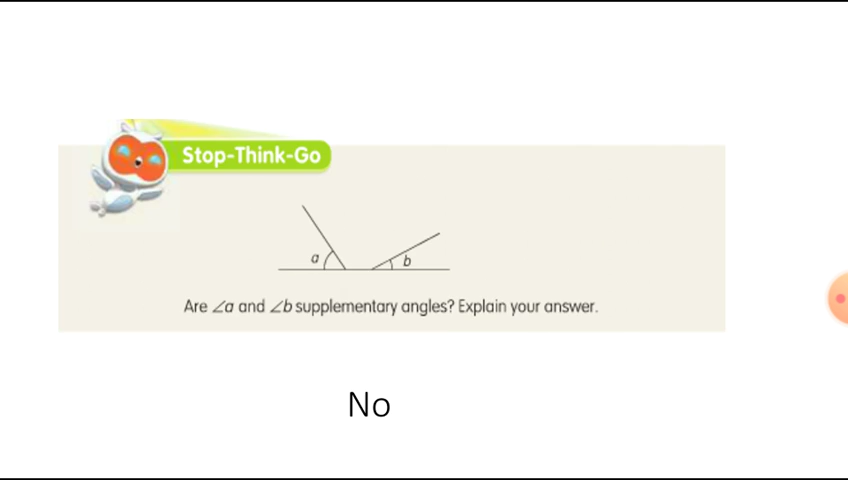 Stop-Think-Go
a
b
Are ∠a and ∠b supplementary angles? Explain your answer.
No